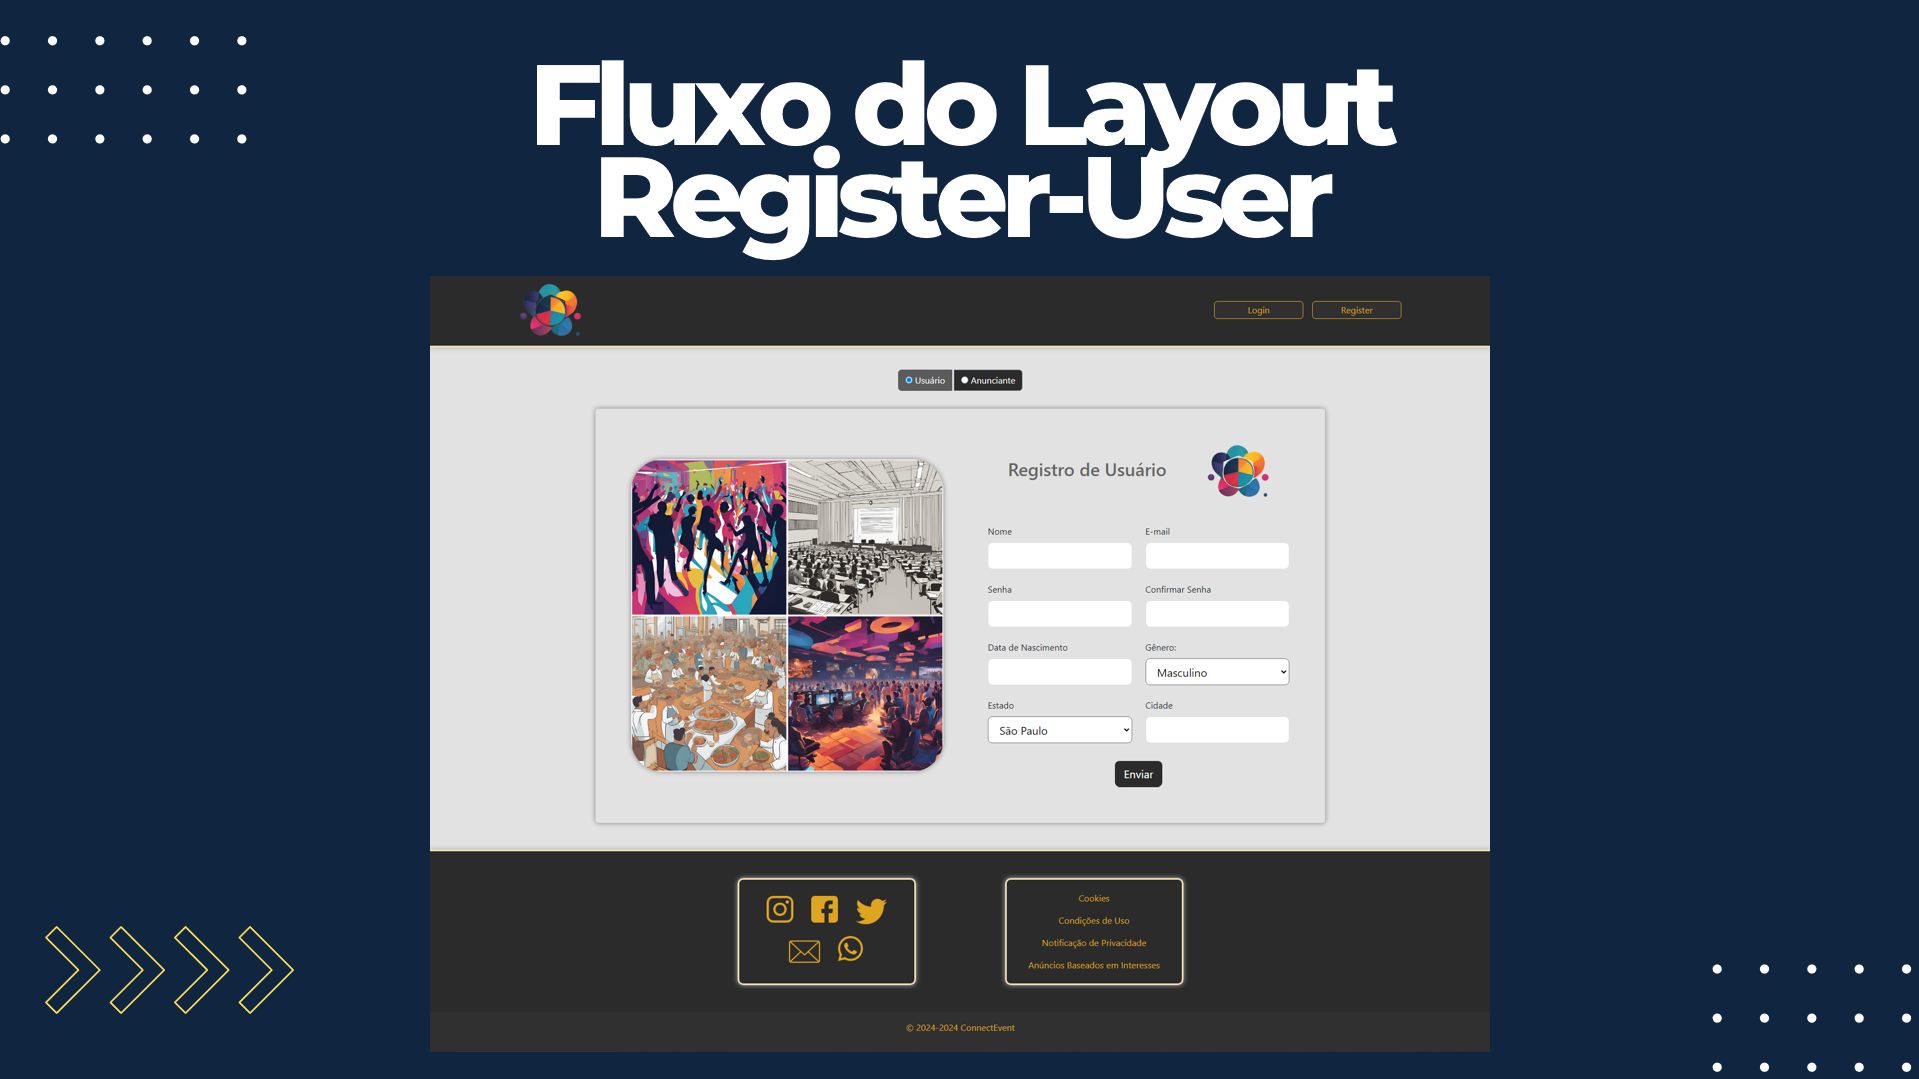 Fluxo do Layout
Register-User
Login
Register
Usuário
Anunciante
Registro de Usuário
Nome
E-mail
Senha
Confirmar Senha
Data de Nascimento
Gênero:
Masculino
Estado
Cidade
São Paulo
Enviar
Cookies
Condições de Uso
Notificação de Privacidade
Anúncios Baseados em Interesses
© 2024-2024 ConnectEvent